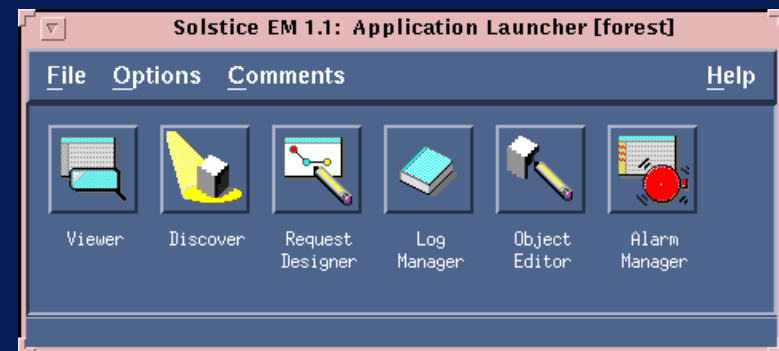 Solstice EM 1.1: Application Launcher [forest]
File Options Comments Help
Viewer Discover Request Designer Log Manager Object Editor Alarm Manager